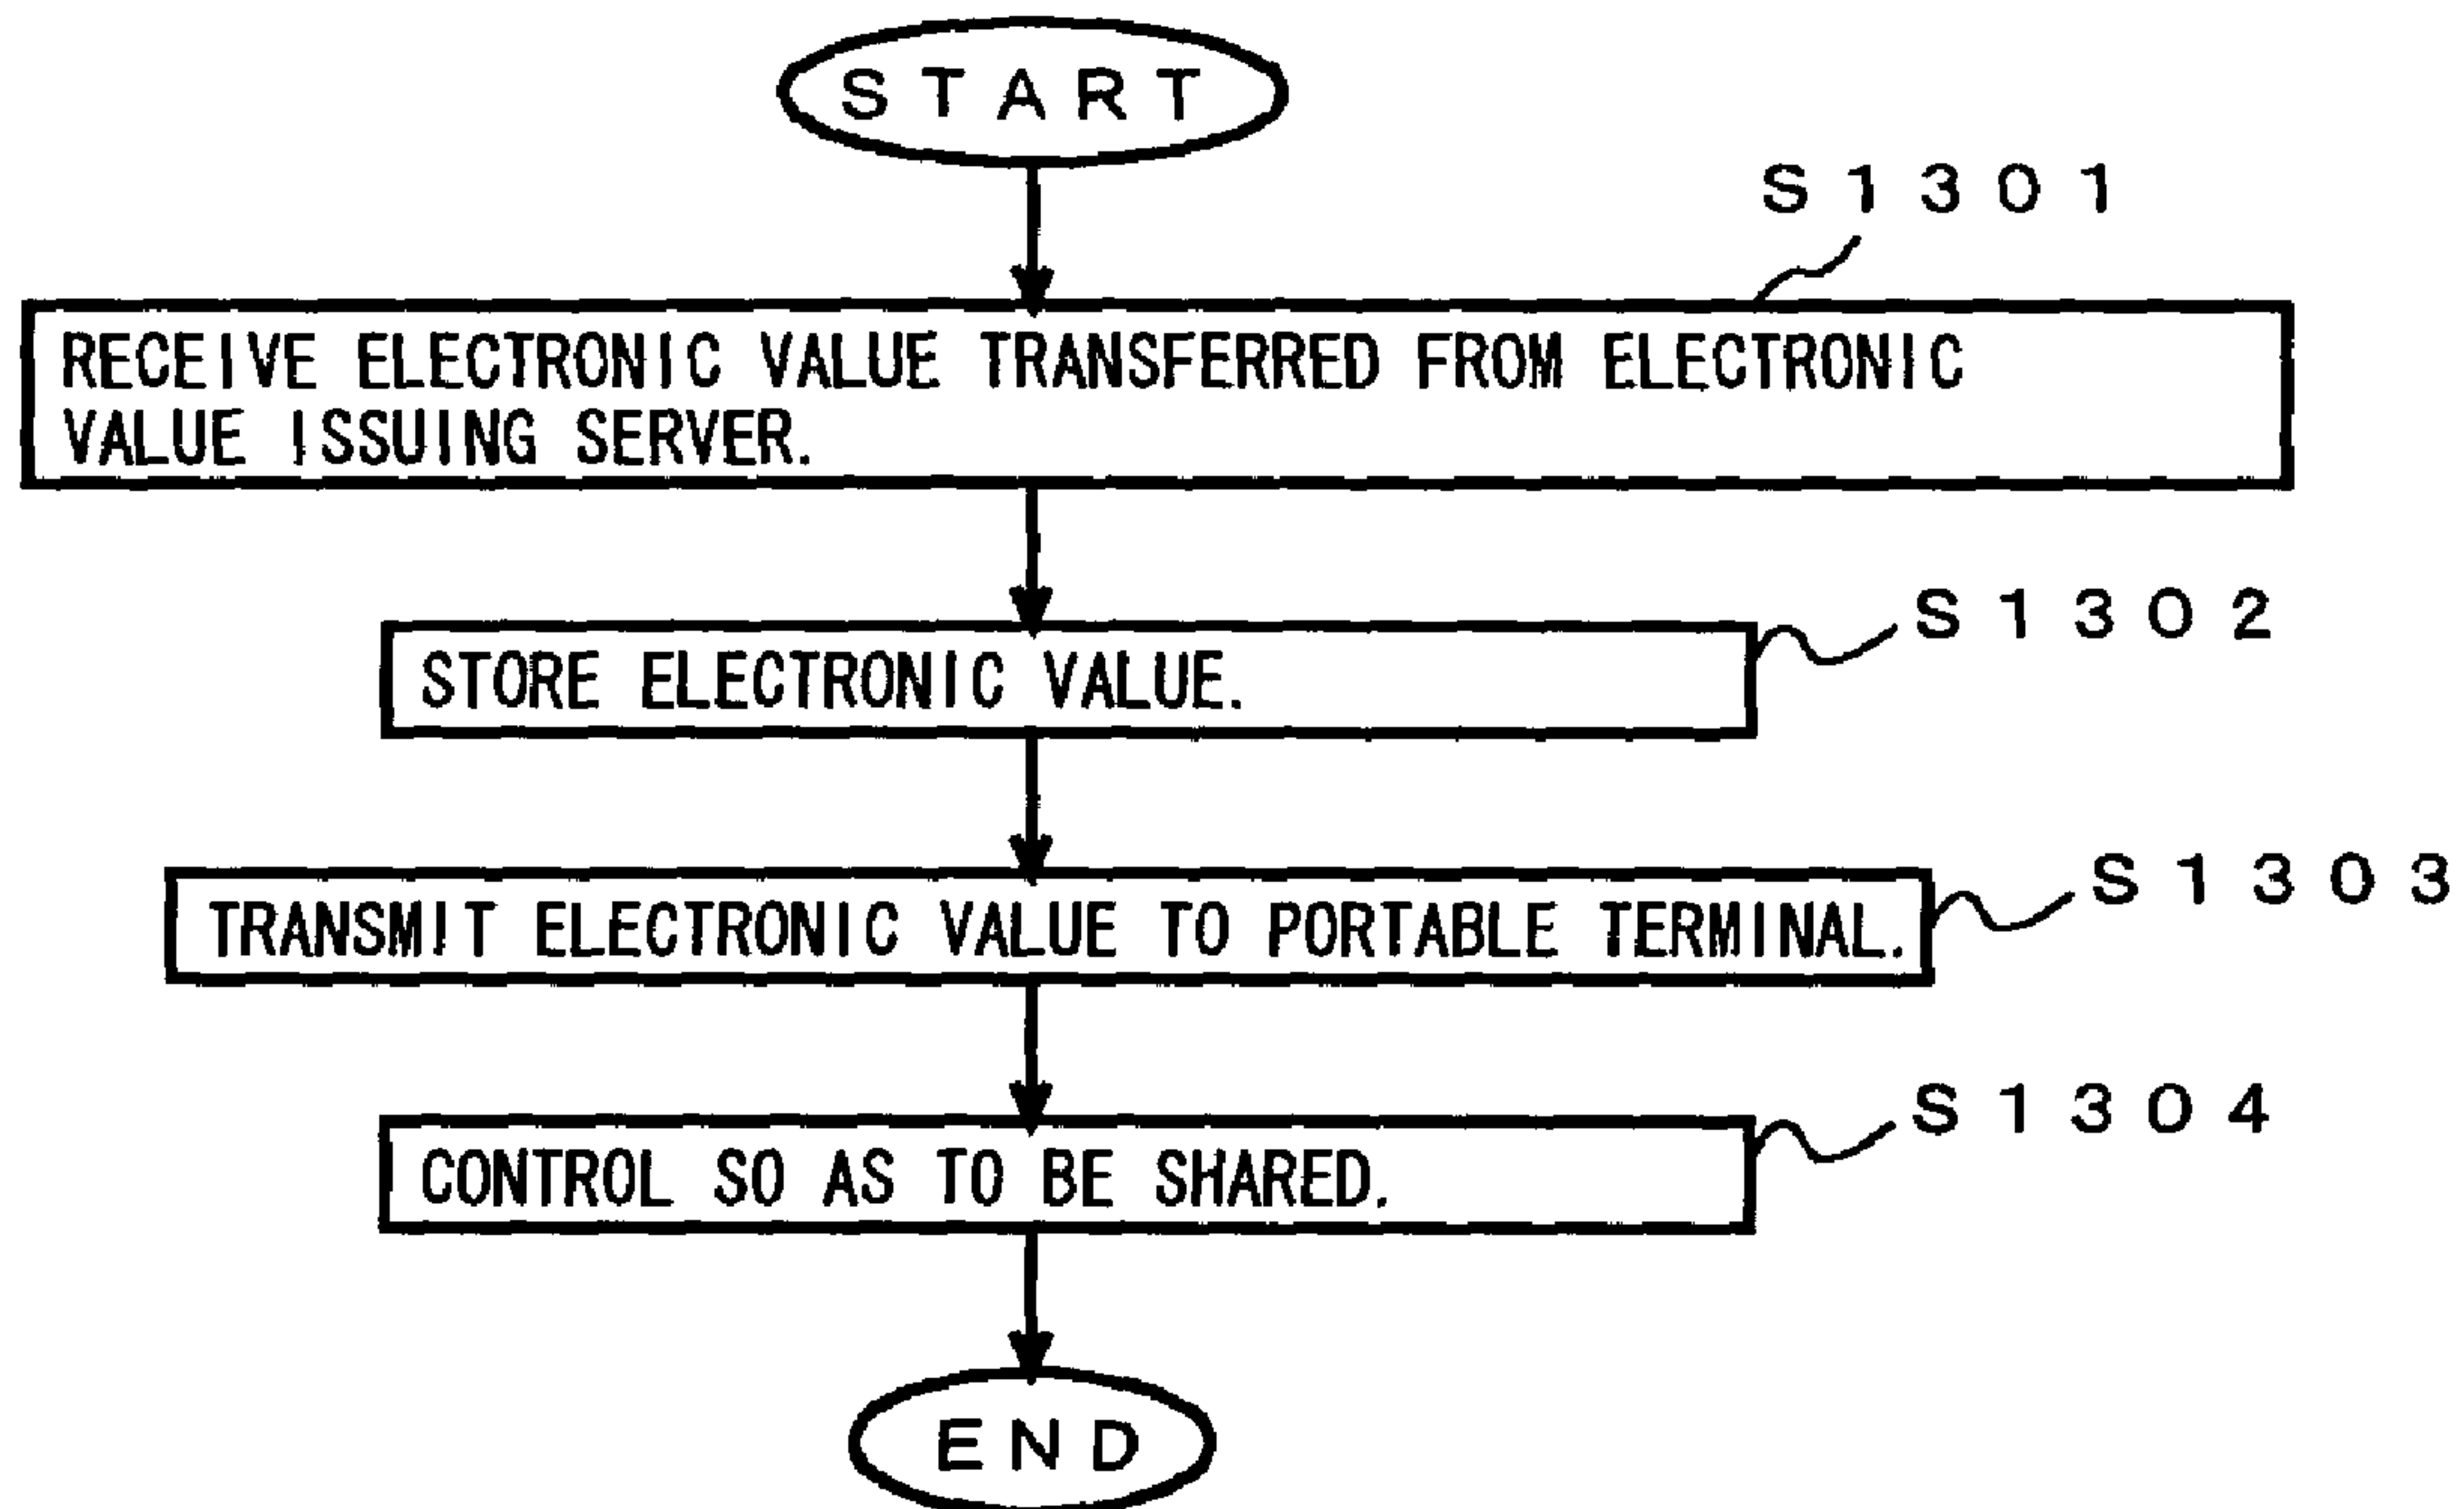 START
S1301
RECEIVE ELECTRONIC VALUE TRANSFERRED FROM ELECTRONIC
VALUE ISSUING SERVER.
S1302
STORE ELECTRONIC VALUE.
S1303
TRANSMIT ELECTRONIC VALUE TO PORTABLE TERMINAL.
S1304
CONTROL SO AS TO BE SHARED.
END